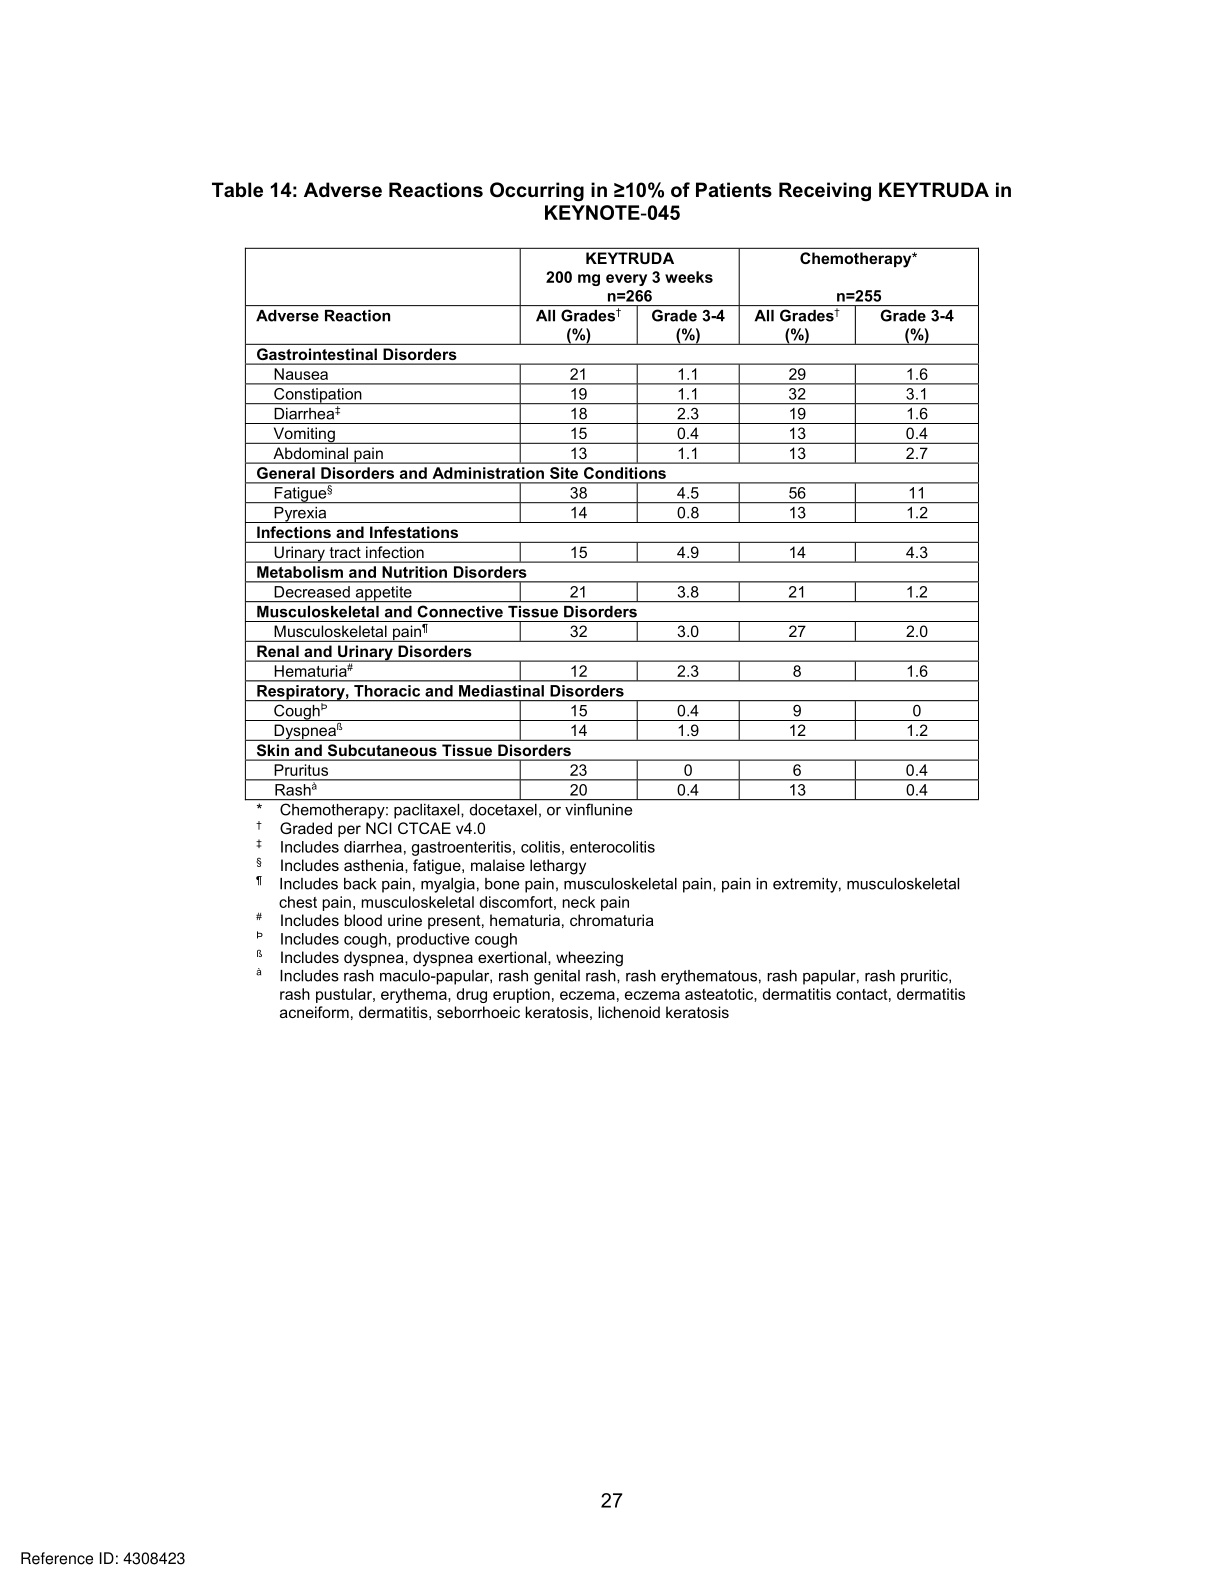 Table 14: Adverse Reactions Occurring in ≥10% of Patients Receiving KEYTRUDA in
KEYNOTE-045
KEYTRUDA Chemotherapy*
200 mg every 3 weeks
n=266 n=255
Adverse Reaction All Grades† Grade 3-4 All Grades† Grade 3-4
(%) (%) (%) (%)
Gastrointestinal Disorders
Nausea 21 1.1 29 1.6
Constipation 19 1.1 32 3.1
Diarrhea‡ 18 2.3 19 1.6
Vomiting 15 0.4 13 0.4
Abdominal pain 13 1.1 13 2.7
General Disorders and Administration Site Conditions
Fatigue§ 38 4.5 56 11
Pyrexia 14 0.8 13 1.2
Infections and Infestations
Urinary tract infection 15 4.9 14 4.3
Metabolism and Nutrition Disorders
Decreased appetite 21 3.8 21 1.2
Musculoskeletal and Connective Tissue Disorders
Musculoskeletal pain¶ 32 3.0 27 2.0
Renal and Urinary Disorders
Hematuria# 12 2.3 8 1.6
Respiratory, Thoracic and Mediastinal Disorders
CoughÞ 15 0.4 9 0
Dyspneaß 14 1.9 12 1.2
Skin and Subcutaneous Tissue Disorders
Pruritus 23 0 6 0.4
Rashà 20 0.4 13 0.4
* Chemotherapy: paclitaxel, docetaxel, or vinflunine
† Graded per NCI CTCAE v4.0
‡ Includes diarrhea, gastroenteritis, colitis, enterocolitis
§ Includes asthenia, fatigue, malaise lethargy
¶ Includes back pain, myalgia, bone pain, musculoskeletal pain, pain in extremity, musculoskeletal
chest pain, musculoskeletal discomfort, neck pain
# Includes blood urine present, hematuria, chromaturia
Þ Includes cough, productive cough
ß Includes dyspnea, dyspnea exertional, wheezing
à Includes rash maculo-papular, rash genital rash, rash erythematous, rash papular, rash pruritic,
rash pustular, erythema, drug eruption, eczema, eczema asteatotic, dermatitis contact, dermatitis
acneiform, dermatitis, seborrhoeic keratosis, lichenoid keratosis
27
Reference ID: 4308423